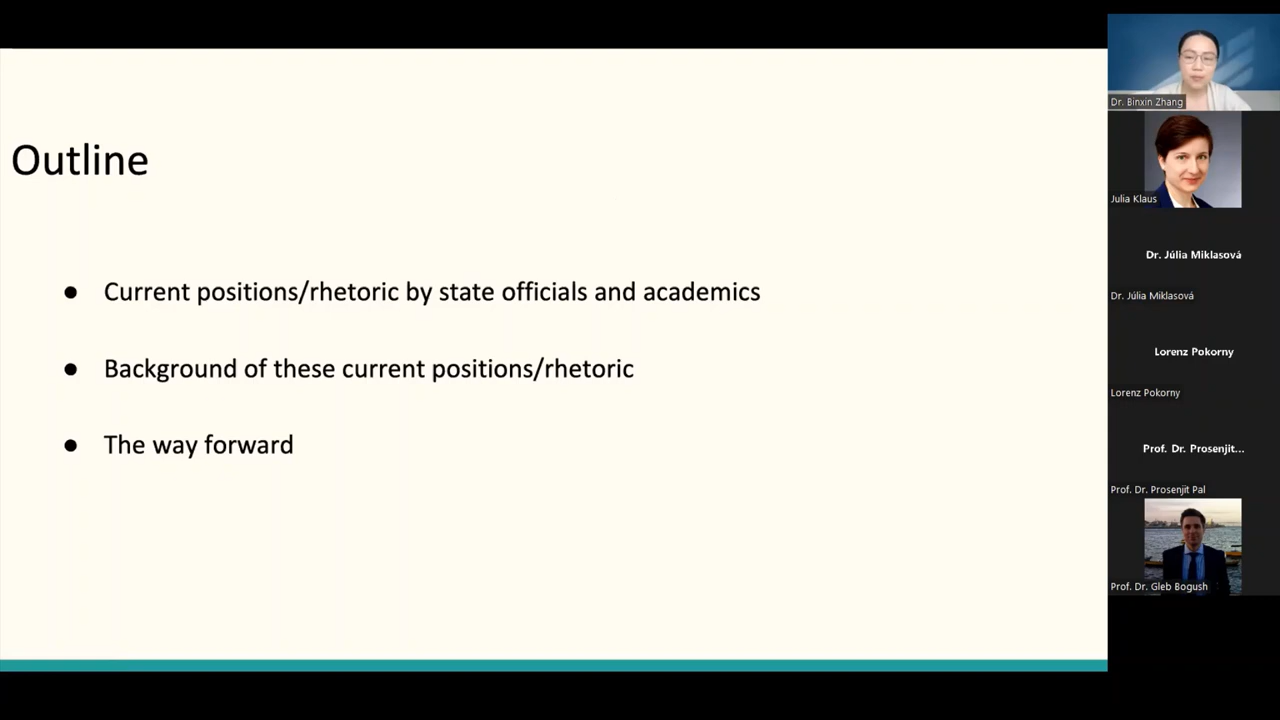 Outline
● Current positions/rhetoric by state officials and academics
● Background of these current positions/rhetoric
● The way forward
Dr. Binxin Zhang
Julia Klaus
Dr. Júlia Miklasová
Dr. Júlia Miklasová
Lorenz Pokorny
Lorenz Pokorny
Prof. Dr. Prosenjit...
Prof. Dr. Prosenjit Pal
Prof. Dr. Gleb Bogush